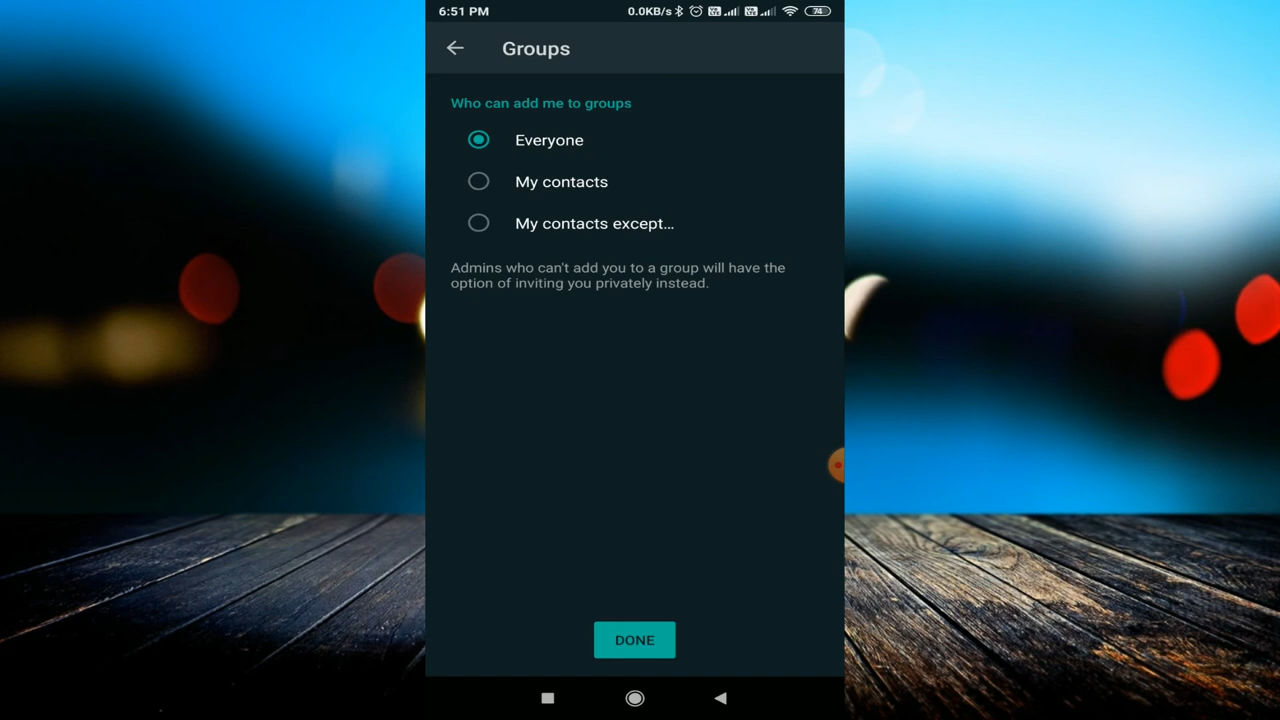 6:51 PM 0.0KB/s 74
Groups
Who can add me to groups
Everyone
My contacts
My contacts except...
Admins who can't add you to a group will have the
option of inviting you privately instead.
DONE